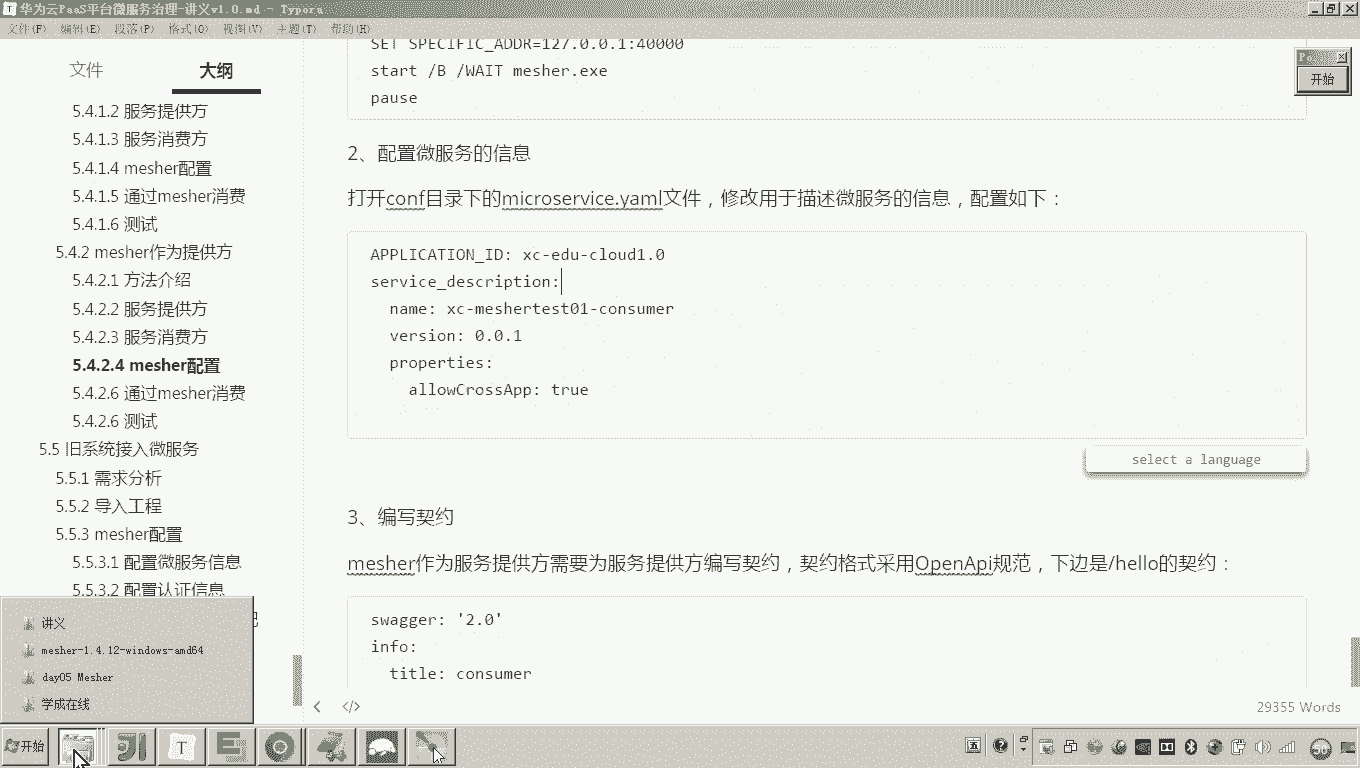 华为云PaaS平台微服务治理-讲义v1.0.md - Typora
文件(F) 编辑(E) 段落(P) 格式(O) 视图(V) 主题(T) 帮助(H)
文件 大纲
5.4.1.2 服务提供方
5.4.1.3 服务消费方
5.4.1.4 mesher配置
5.4.1.5 通过mesher消费
5.4.1.6 测试
5.4.2 mesher作为提供方
5.4.2.1 方法介绍
5.4.2.2 服务提供方
5.4.2.3 服务消费方
5.4.2.4 mesher配置
5.4.2.6 通过mesher消费
5.4.2.6 测试
5.5 旧系统接入微服务
5.5.1 需求分析
5.5.2 导入工程
5.5.3 mesher配置
5.5.3.1 配置微服务信息
5.5.3.2 配置认证信息
讲义
mesher-1.4.12-windows-amd64
day05 Mesher
学成在线
SET SPECIFIC_ADDR=127.0.0.1:40000
start /B /WAIT mesher.exe
pause
2、配置微服务的信息
打开conf目录下的microservice.yaml文件，修改用于描述微服务的信息，配置如下：
APPLICATION_ID: xc-edu-cloud1.0
service_description:
name: xc-meshertest01-consumer
version: 0.0.1
properties:
allowCrossApp: true
select a language
3、编写契约
mesher作为服务提供方需要为服务提供方编写契约，契约格式采用OpenApi规范，下边是/hello的契约：
swagger: '2.0'
info:
title: consumer
29355 Words
开始
开始